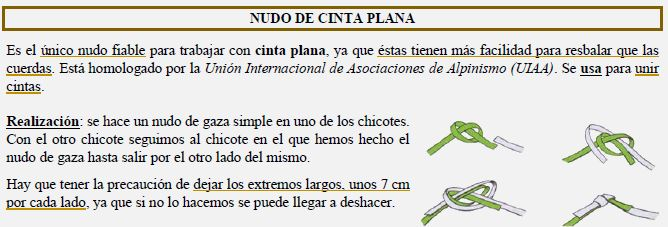 NUDO DE CINTA PLANA
Es el único nudo fiable para trabajar con cinta plana, ya que éstas tienen más facilidad para resbalar que las
cuerdas. Está homologado por la Unión Internacional de Asociaciones de Alpinismo (UIAA). Se usa para unir
cintas.
Realización: se hace un nudo de gaza simple en uno de los chicotes.
Con el otro chicote seguimos al chicote en el que hemos hecho el
nudo de gaza hasta salir por el otro lado del mismo.
Hay que tener la precaución de dejar los extremos largos, unos 7 cm
por cada lado, ya que si no lo hacemos se puede llegar a deshacer.